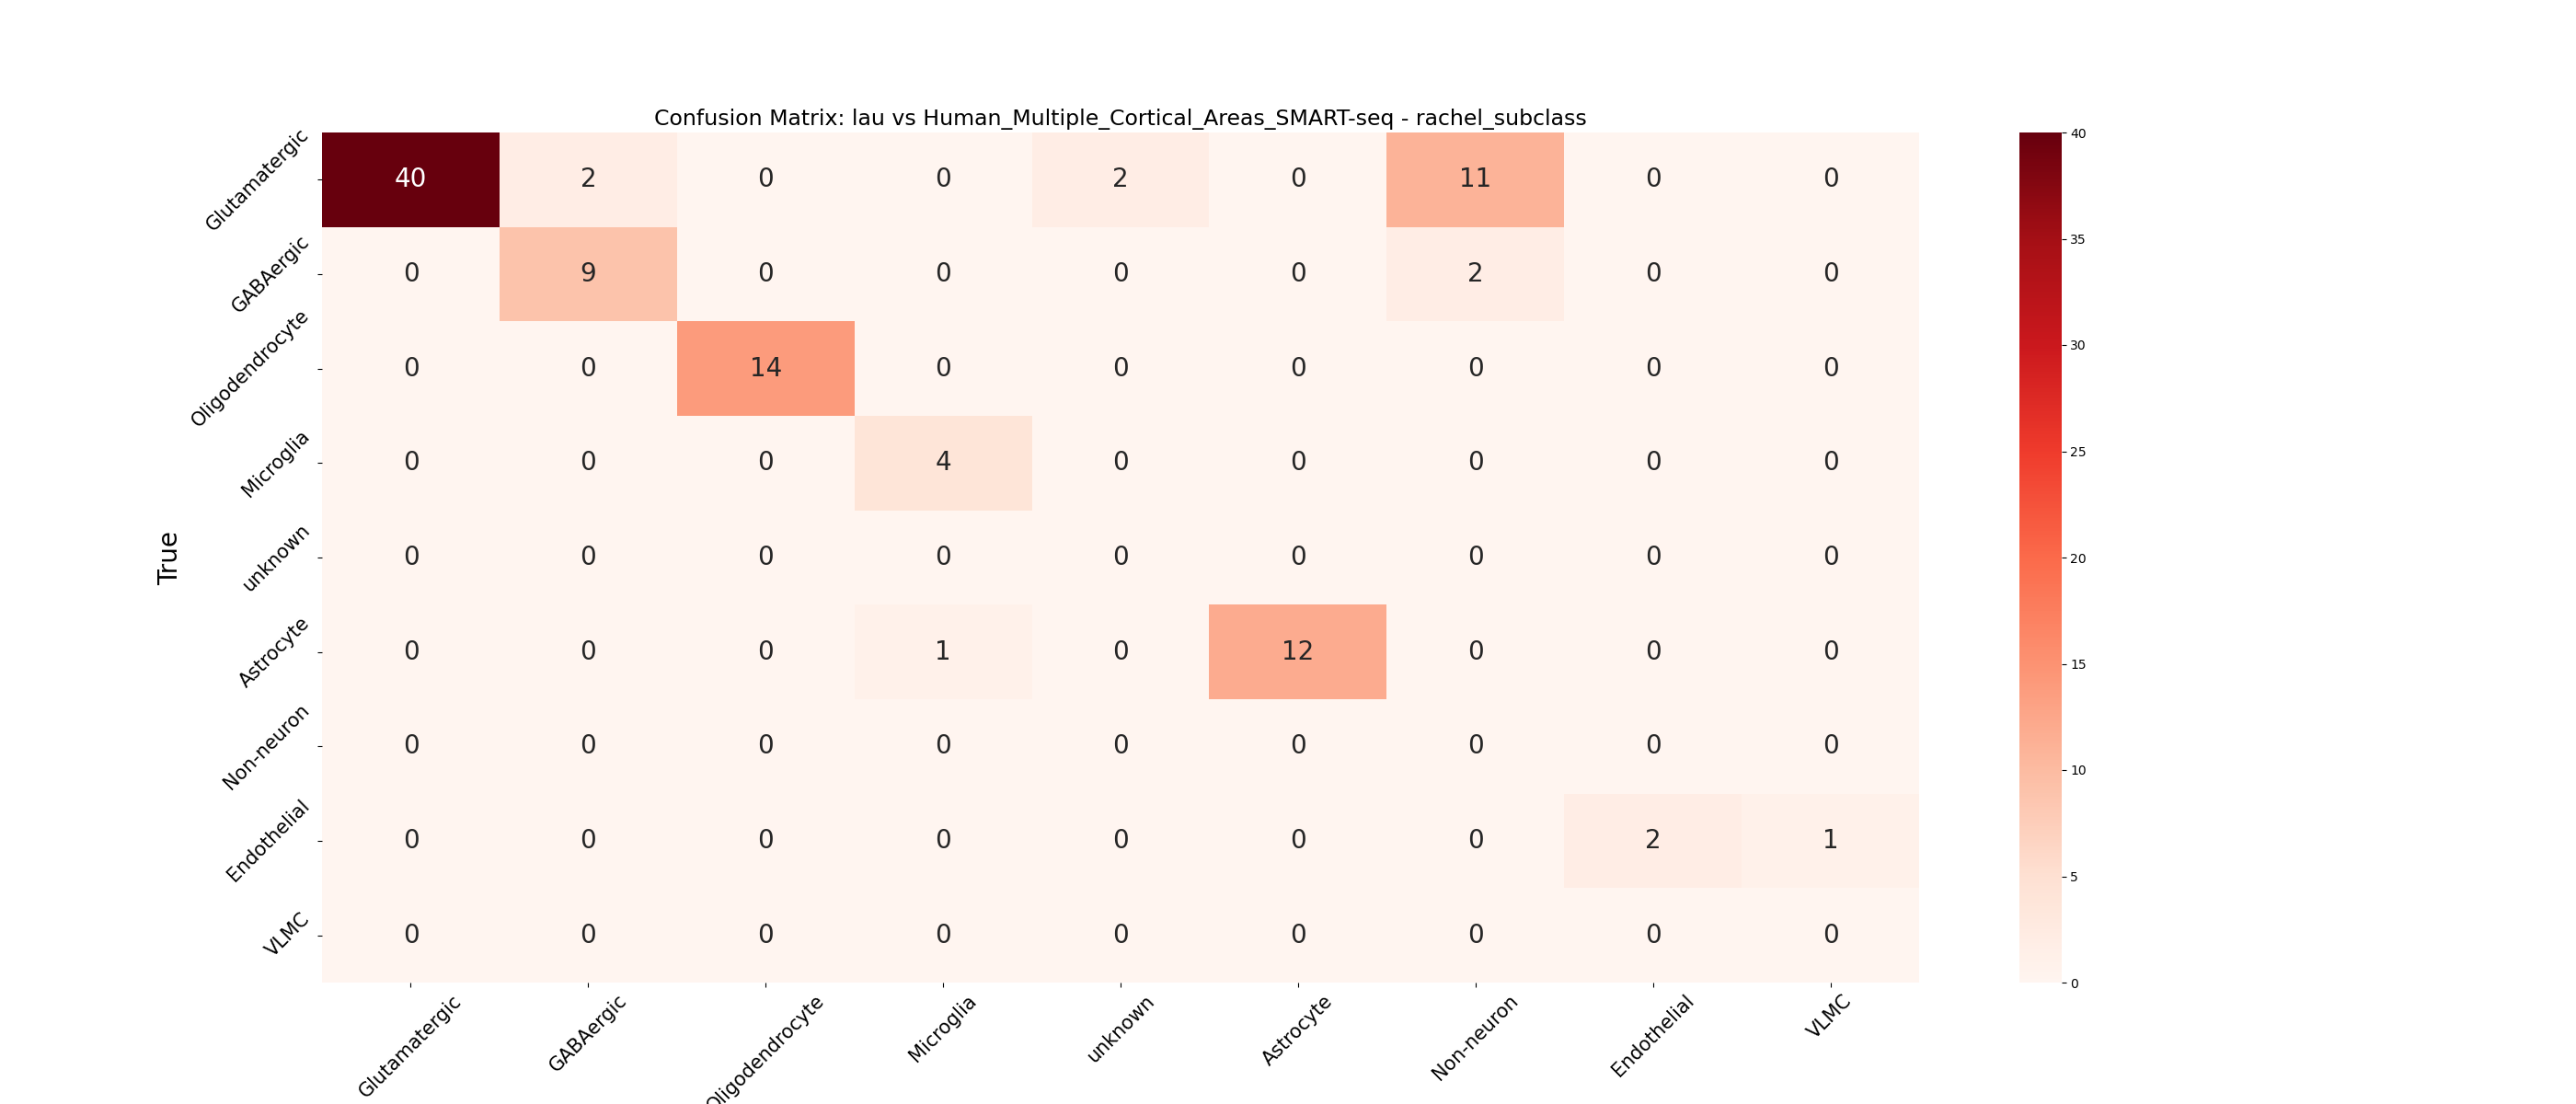 Confusion Matrix: lau vs Human_Multiple_Cortical_Areas_SMART-seq - rachel_subclass
True
Glutamatergic 40 2 0 0 2 0 11 0 0
GABAergic 0 9 0 0 0 0 2 0 0
Oligodendrocyte 0 0 14 0 0 0 0 0 0
Microglia 0 0 0 4 0 0 0 0 0
unknown 0 0 0 0 0 0 0 0 0
Astrocyte 0 0 0 1 0 12 0 0 0
Non-neuron 0 0 0 0 0 0 0 0 0
Endothelial 0 0 0 0 0 0 0 2 1
VLMC 0 0 0 0 0 0 0 0 0
Glutamatergic GABAergic Oligodendrocyte Microglia unknown Astrocyte Non-neuron Endothelial VLMC
40
35
30
25
20
15
10
5
0